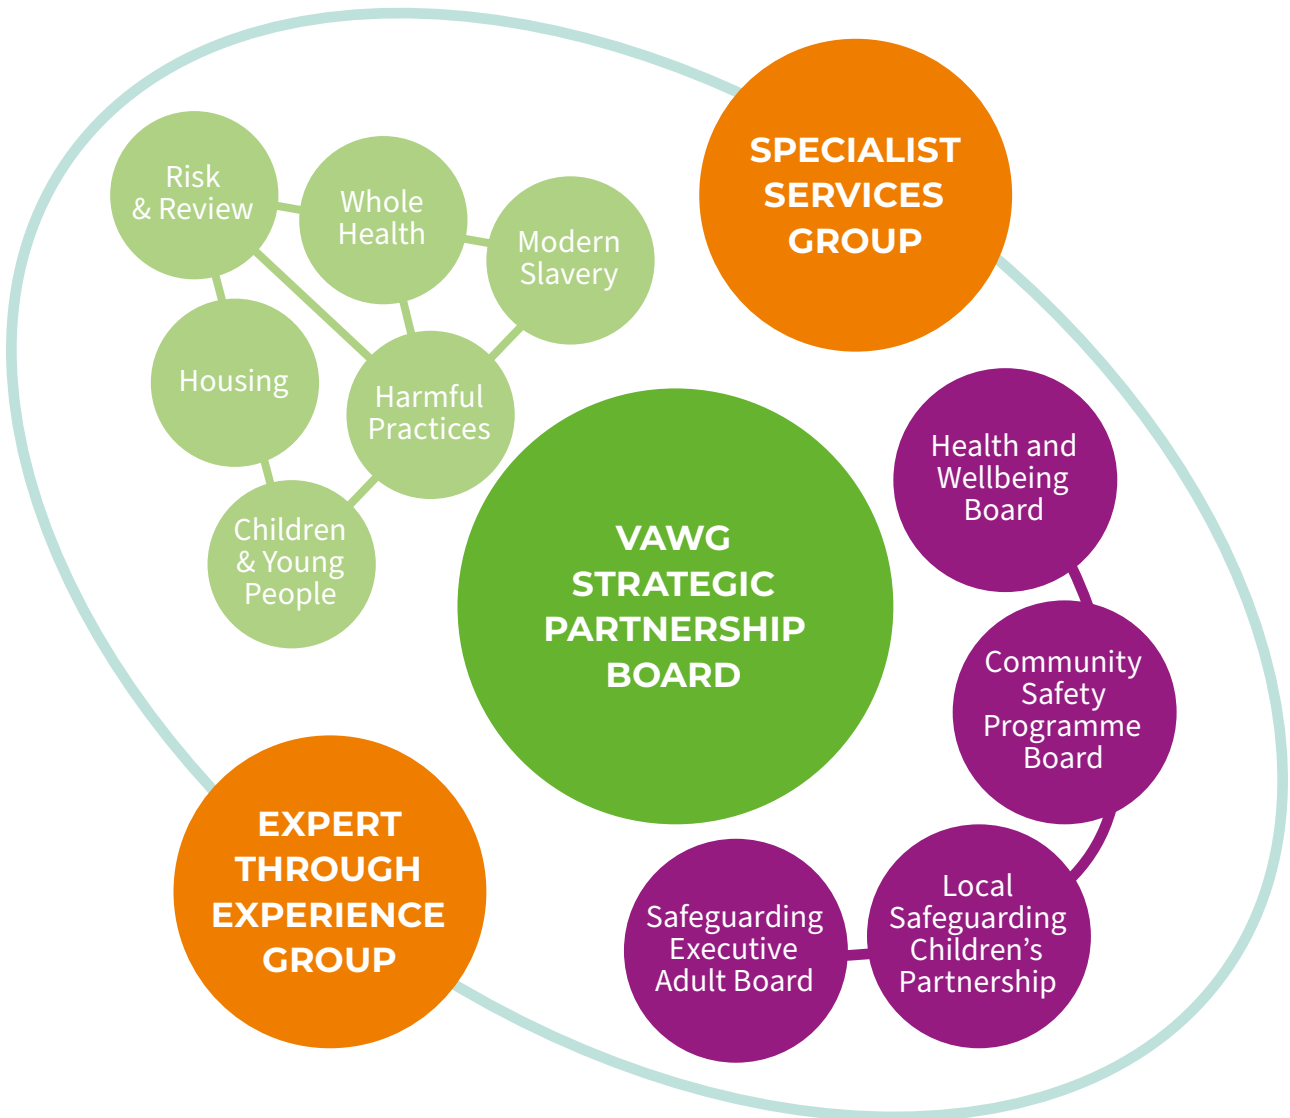 SPECIALIST
SERVICES
GROUP
Risk
& Review
Whole
Health
Modern
Slavery
Housing
Harmful
Practices
Children
& Young
People
VAWG
STRATEGIC
PARTNERSHIP
BOARD
Health and
Wellbeing
Board
Community
Safety
Programme
Board
Local
Safeguarding
Children’s
Partnership
Safeguarding
Executive
Adult Board
EXPERT
THROUGH
EXPERIENCE
GROUP